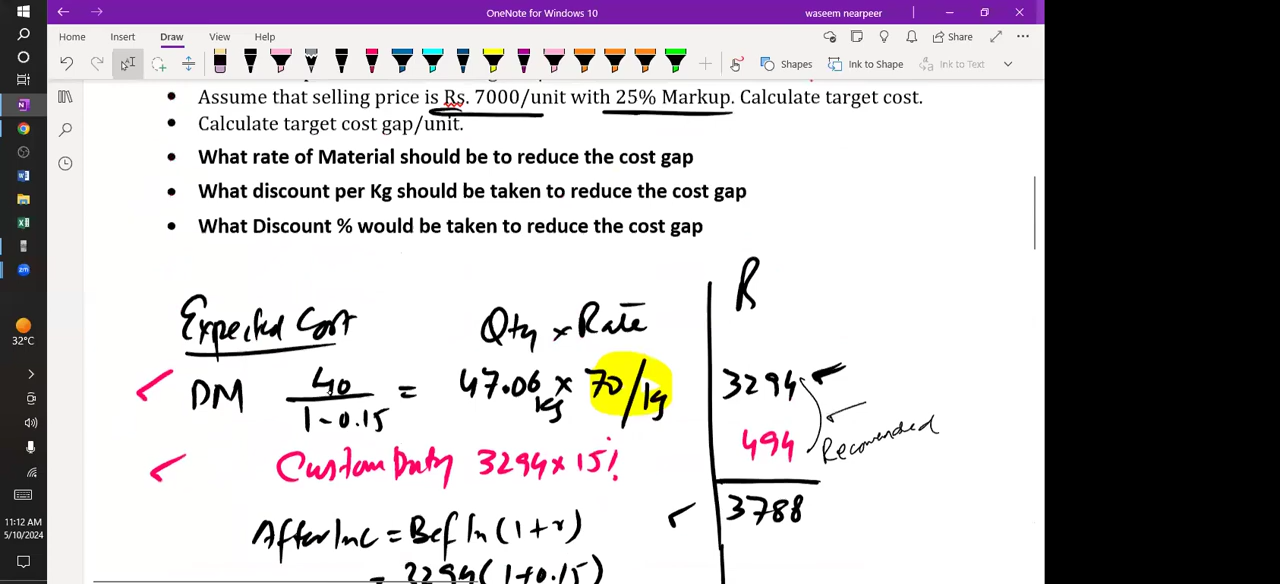 OneNote for Windows 10
waseem nearpeer
Home Insert Draw View Help
Share
Shapes Ink to Shape Ink to Text
• Assume that selling price is Rs. 7000/unit with 25% Markup. Calculate target cost.
• Calculate target cost gap/unit.
• What rate of Material should be to reduce the cost gap
• What discount per Kg should be taken to reduce the cost gap
• What Discount % would be taken to reduce the cost gap
R
Expected Cost Qty × Rate
DM 40/1-0.15 = 47.06 kg × 70/kg 3294
Recomended
Custom Duty 3294 × 15% 494
3788
After Inc = Bef In (1+r)
= 3294(1+0.15)
32°C
11:12 AM
5/10/2024